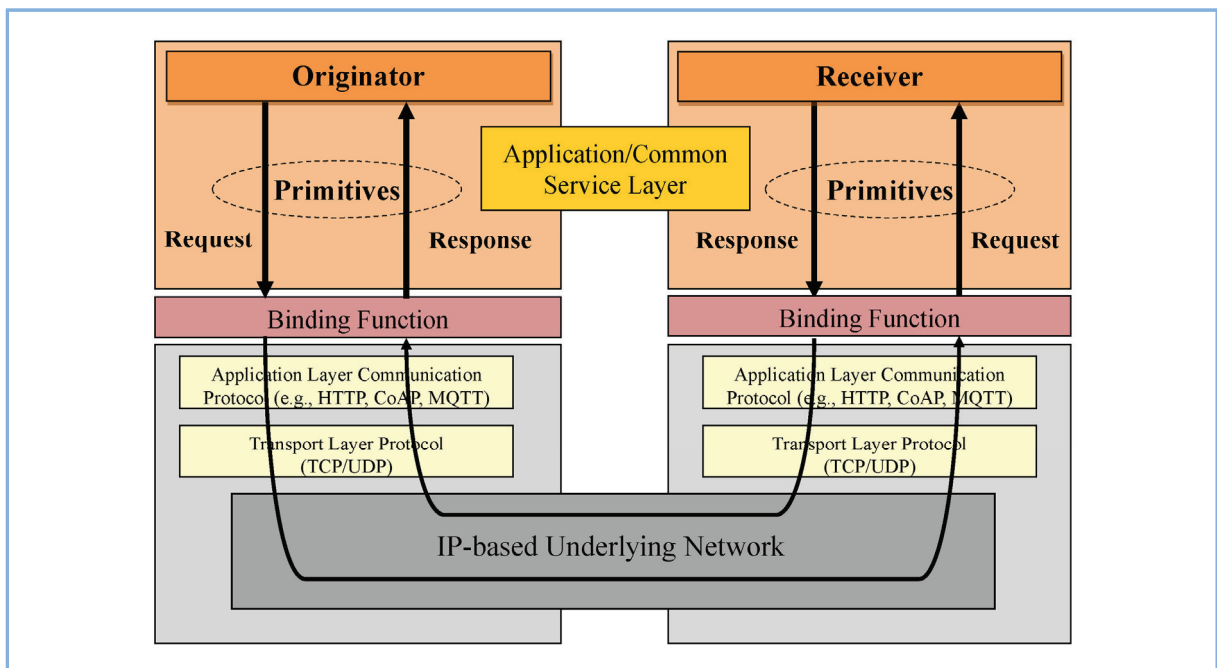 Originator
Receiver
Application/Common
Service Layer
Primitives
Primitives
Request
Response
Response
Request
Binding Function
Binding Function
Application Layer Communication
Protocol (e.g., HTTP, CoAP, MQTT)
Application Layer Communication
Protocol (e.g., HTTP, CoAP, MQTT)
Transport Layer Protocol
(TCP/UDP)
Transport Layer Protocol
(TCP/UDP)
IP-based Underlying Network